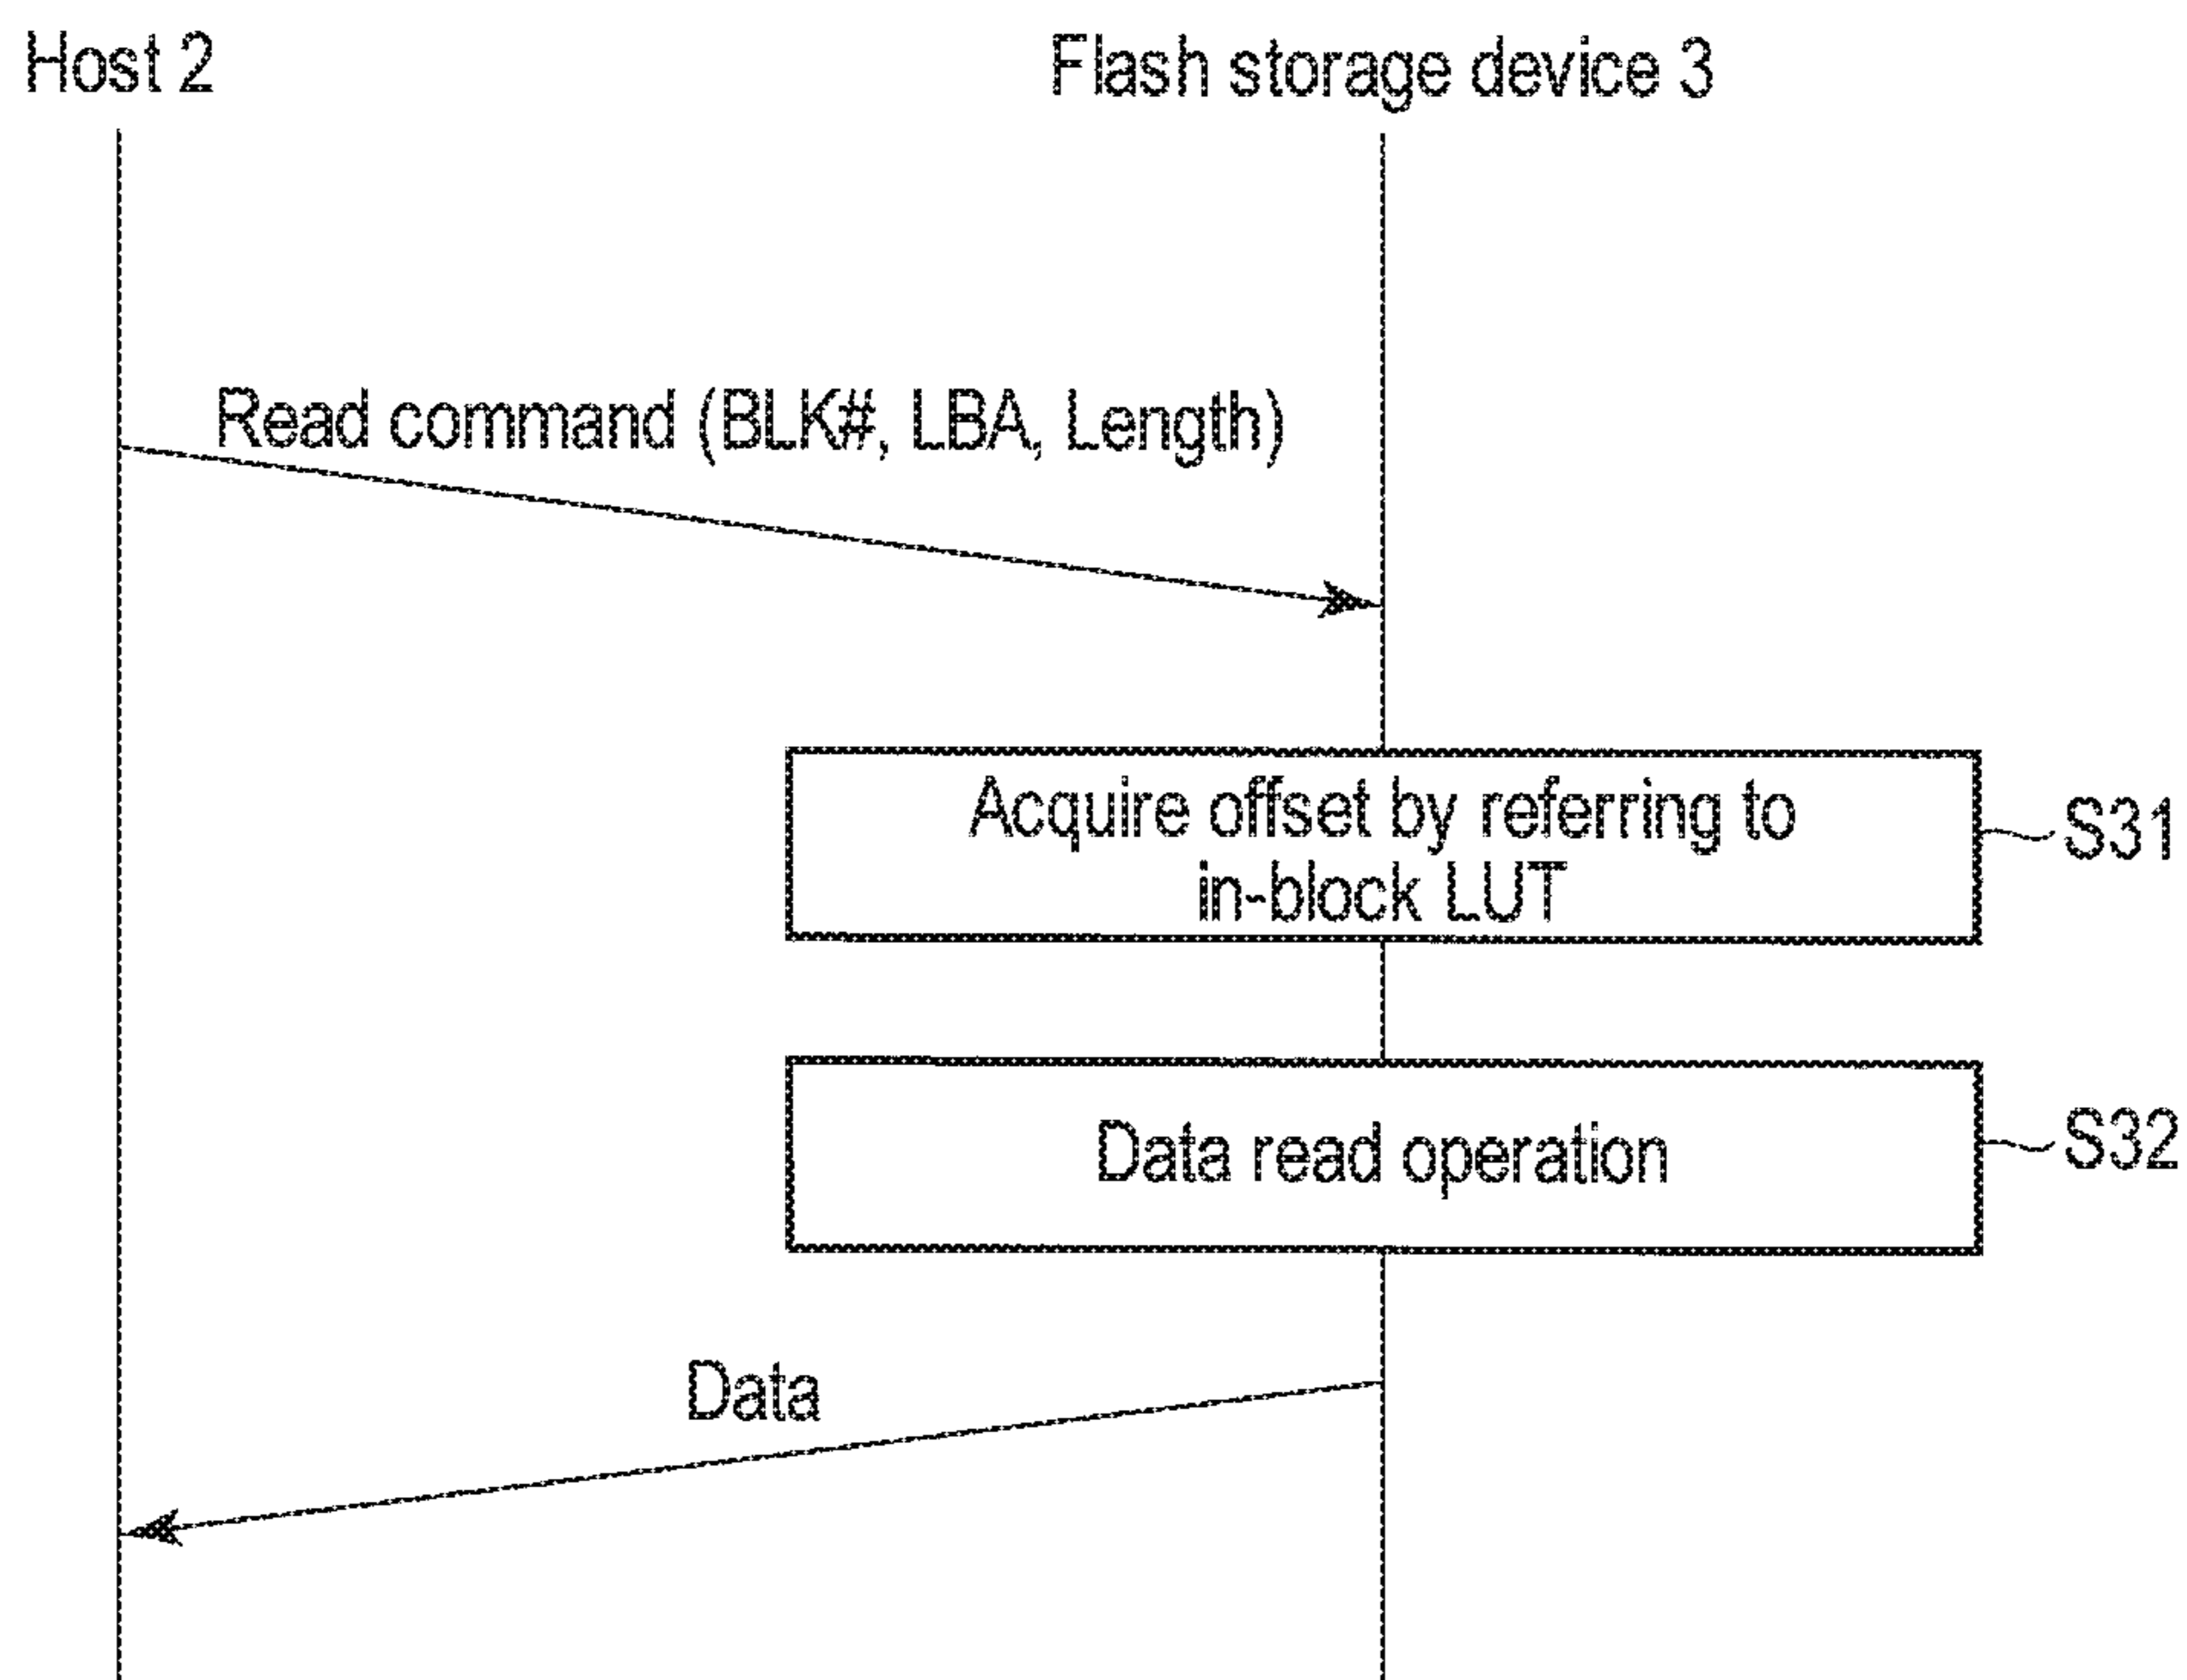 Host 2
Flash storage device 3
Read command (BLK#, LBA, Length)
Acquire offset by referring to
in-block LUT
S31
Data read operation
S32
Data